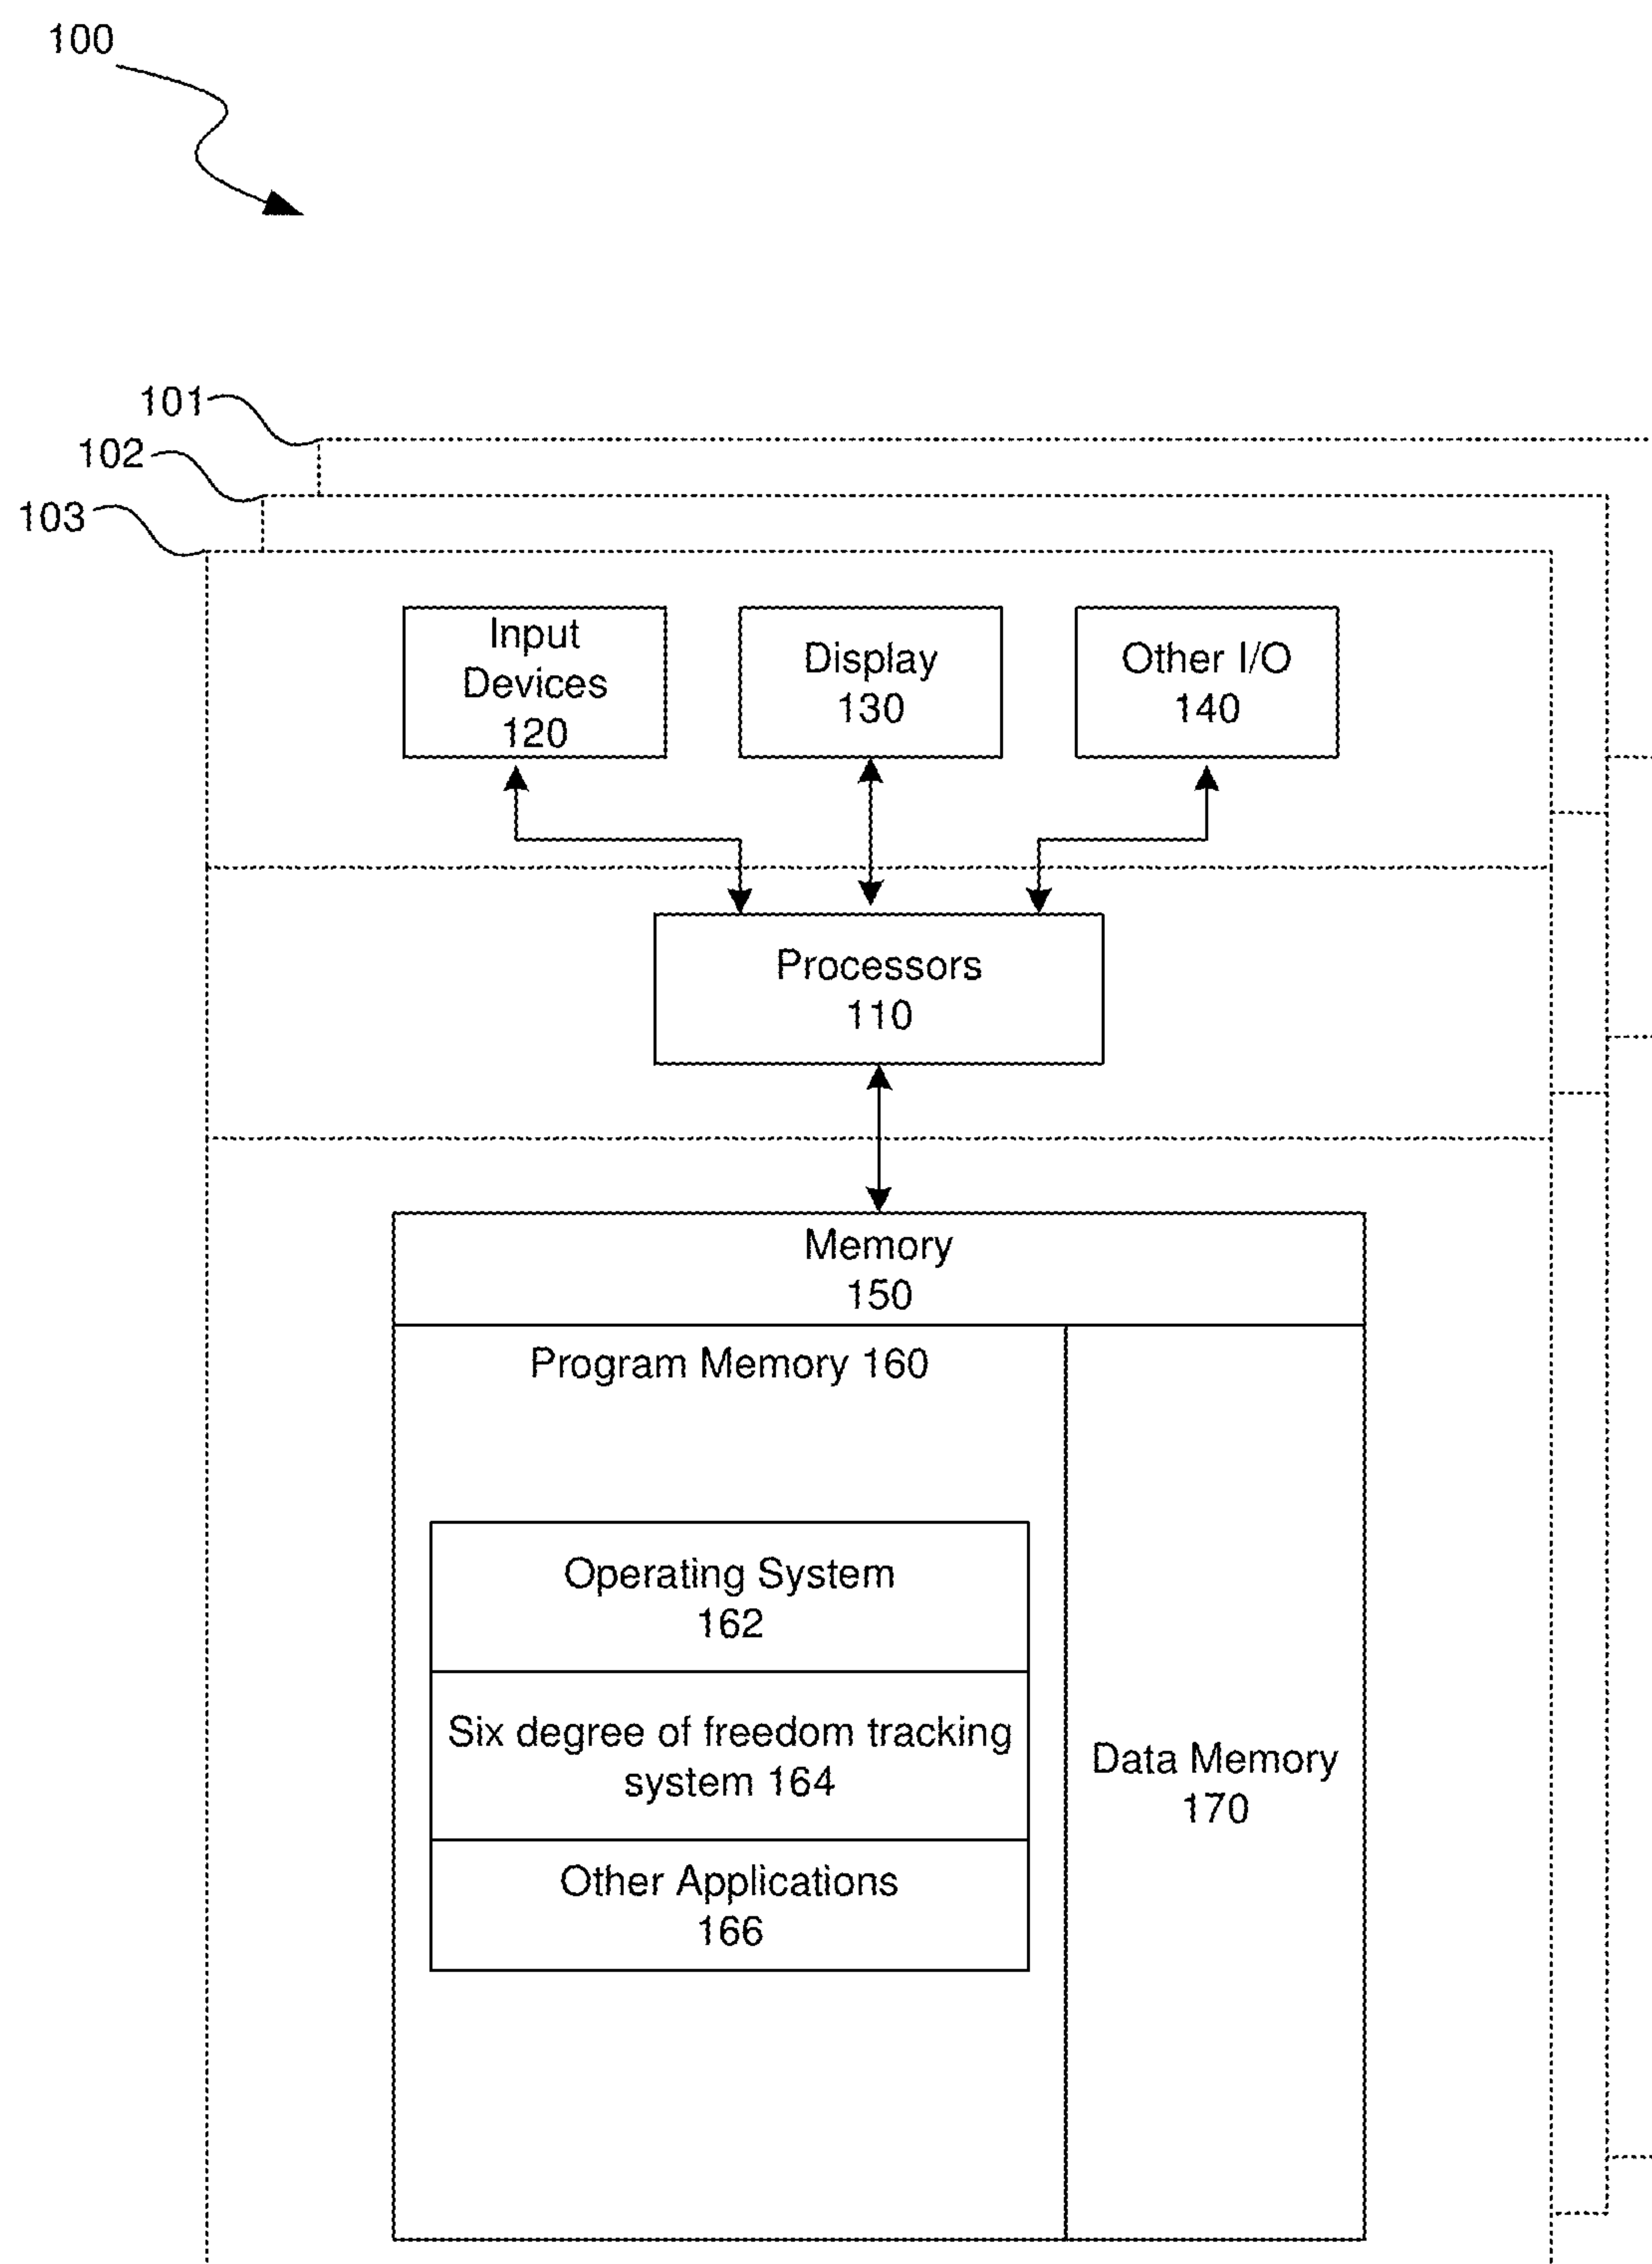 100
101
102
103
Input
Devices
120
Display
130
Other I/O
140
Processors
110
Memory
150
Program Memory 160
Operating System
162
Six degree of freedom tracking
system 164
Other Applications
166
Data Memory
170